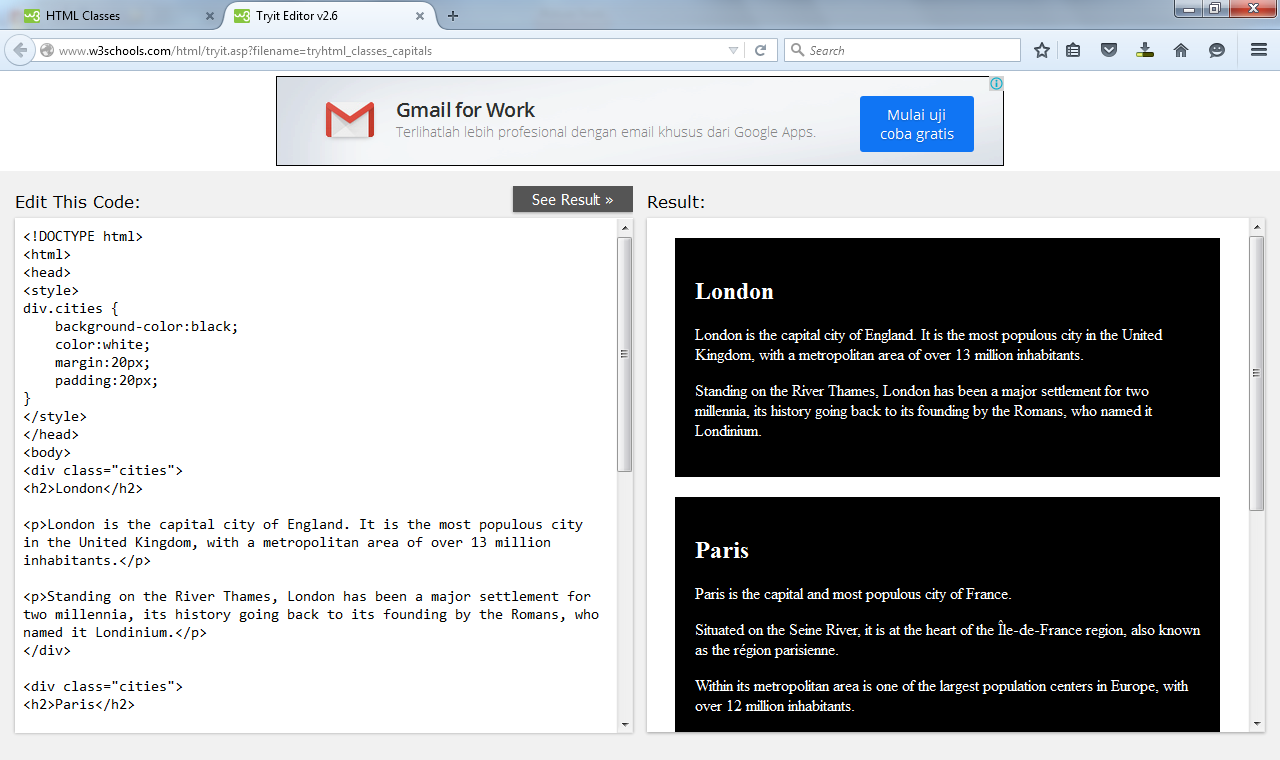 HTML Classes
Tryit Editor v2.6
www.w3schools.com/html/tryit.asp?filename=tryhtml_classes_capitals
Search
Gmail for Work
Terlihatlah lebih profesional dengan email khusus dari Google Apps.
Mulai uji
coba gratis
Edit This Code:
See Result »
<!DOCTYPE html>
<html>
<head>
<style>
div.cities {
    background-color:black;
    color:white;
    margin:20px;
    padding:20px;
}
</style>
</head>
<body>
<div class="cities">
<h2>London</h2>
<p>London is the capital city of England. It is the most populous city
in the United Kingdom, with a metropolitan area of over 13 million
inhabitants.</p>
<p>Standing on the River Thames, London has been a major settlement for
two millennia, its history going back to its founding by the Romans, who
named it Londinium.</p>
</div>
<div class="cities">
<h2>Paris</h2>
Result:
London
London is the capital city of England. It is the most populous city in the United
Kingdom, with a metropolitan area of over 13 million inhabitants.
Standing on the River Thames, London has been a major settlement for two
millennia, its history going back to its founding by the Romans, who named it
Londinium.
Paris
Paris is the capital and most populous city of France.
Situated on the Seine River, it is at the heart of the Île-de-France region, also known
as the région parisienne.
Within its metropolitan area is one of the largest population centers in Europe, with
over 12 million inhabitants.